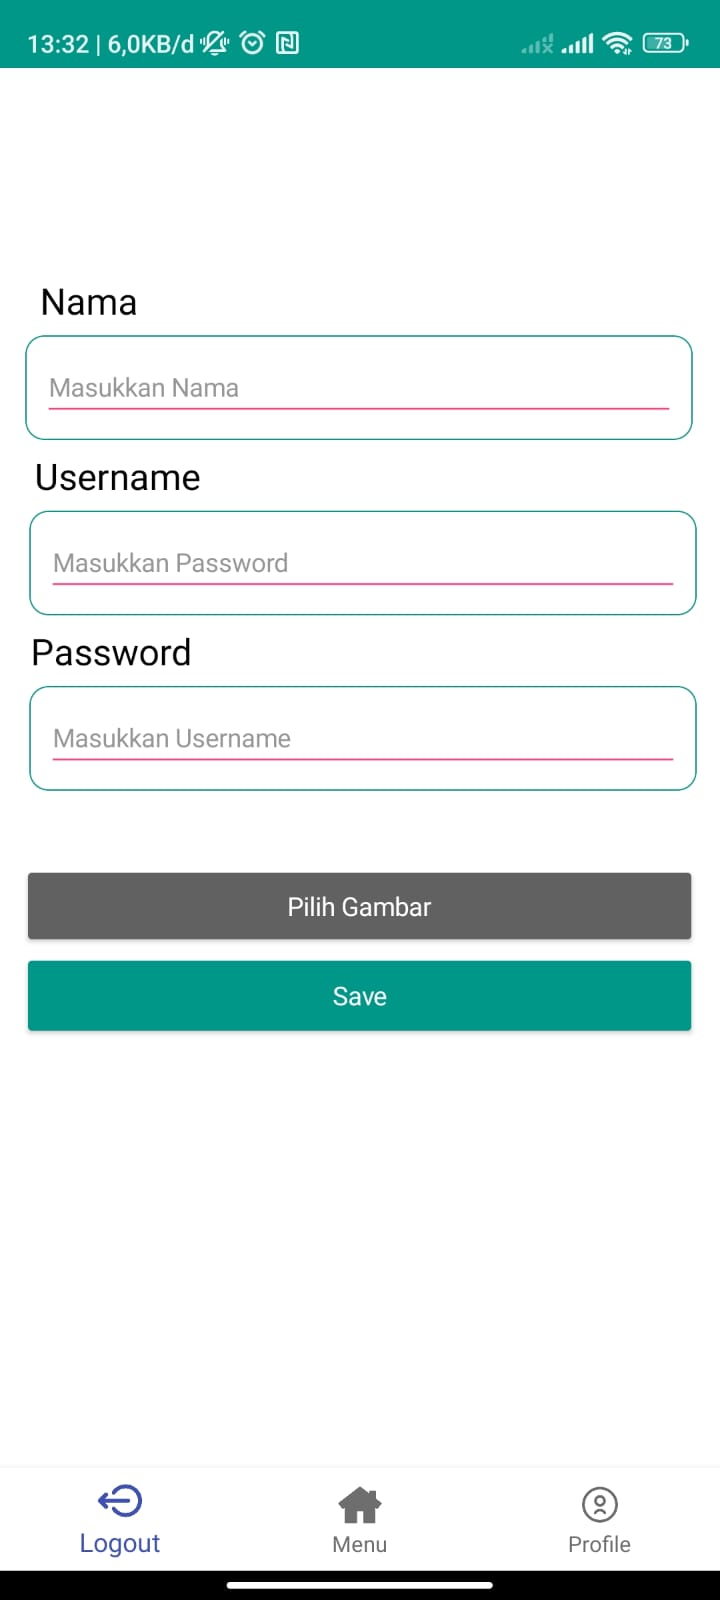 13:32 | 6,0KB/d
73
Nama
Masukkan Nama
Username
Masukkan Password
Password
Masukkan Username
Pilih Gambar
Save
Logout
Menu
Profile